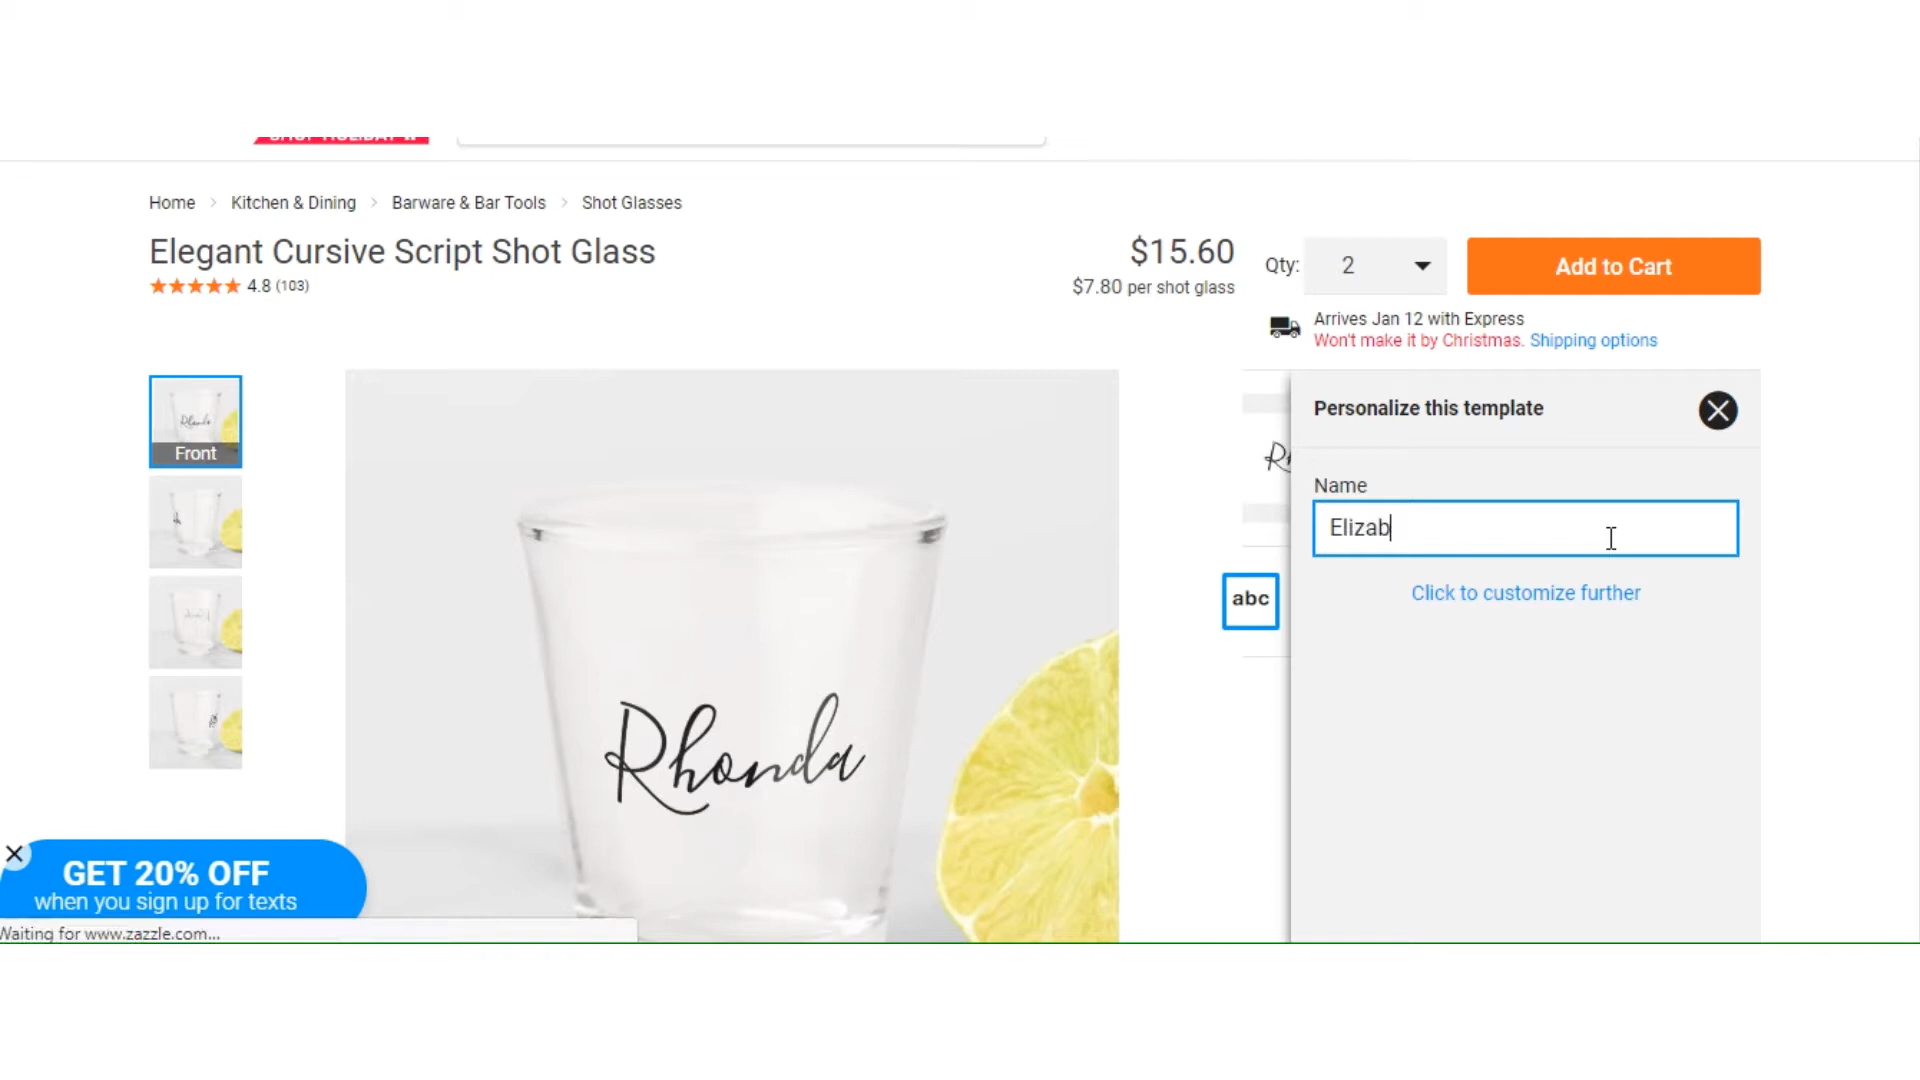 Home > Kitchen & Dining > Barware & Bar Tools > Shot Glasses
Elegant Cursive Script Shot Glass
4.8 (103)
$15.60
$7.80 per shot glass
Qty: 2
Add to Cart
Arrives Jan 12 with Express
Won't make it by Christmas. Shipping options
Front
Rhonda
abc
Personalize this template
Name
Elizab
Click to customize further
GET 20% OFF
when you sign up for texts
Waiting for www.zazzle.com...